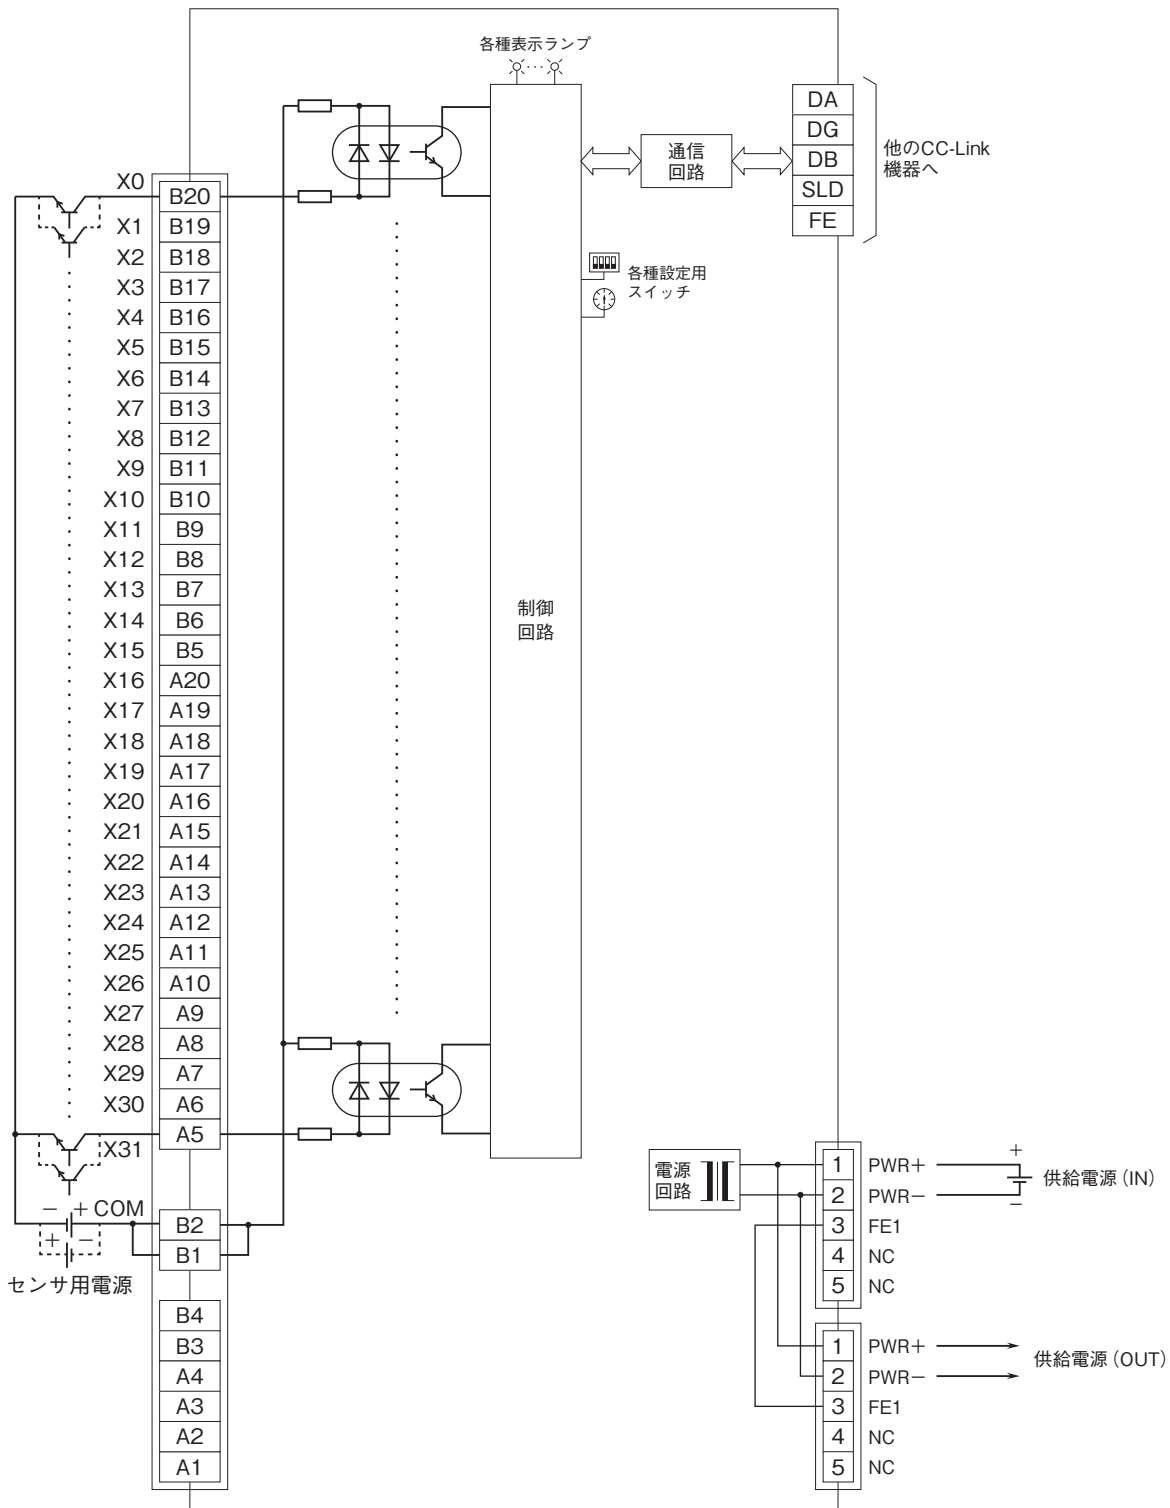 各種表示ランプ
DA
DG
DB
SLD
FE
他のCC-Link
機器へ
通信
回路
各種設定用
スイッチ
制御
回路
X0 B20
X1 B19
X2 B18
X3 B17
X4 B16
X5 B15
X6 B14
X7 B13
X8 B12
X9 B11
X10 B10
X11 B9
X12 B8
X13 B7
X14 B6
X15 B5
X16 A20
X17 A19
X18 A18
X19 A17
X20 A16
X21 A15
X22 A14
X23 A13
X24 A12
X25 A11
X26 A10
X27 A9
X28 A8
X29 A7
X30 A6
X31 A5
− + COM B2
+ − B1
センサ用電源
B4
B3
A4
A3
A2
A1
電源
回路
1 PWR+
2 PWR−
3 FE1
4 NC
5 NC
+
−
供給電源(IN)
1 PWR+
2 PWR−
3 FE1
4 NC
5 NC
供給電源(OUT)